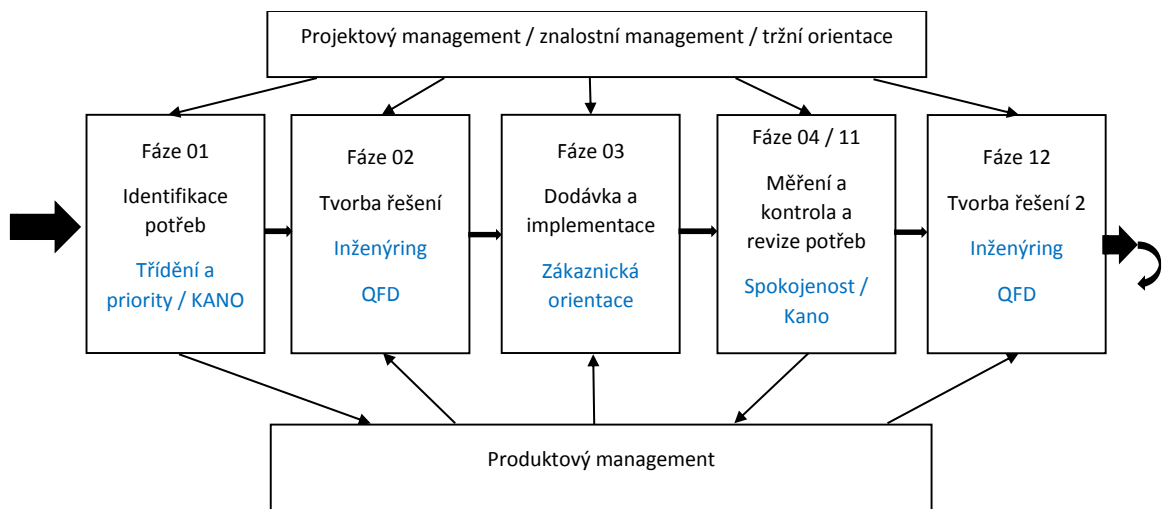 Projektový management / znalostní management / tržní orientace
Fáze 01
Identifikace
potřeb
Třídění a
priority / KANO
Fáze 02
Tvorba řešení
Inženýring
QFD
Fáze 03
Dodávka a
implementace
Zákaznická
orientace
Fáze 04 / 11
Měření a
kontrola a
revize potřeb
Spokojenost /
Kano
Fáze 12
Tvorba řešení 2
Inženýring
QFD
Produktový management